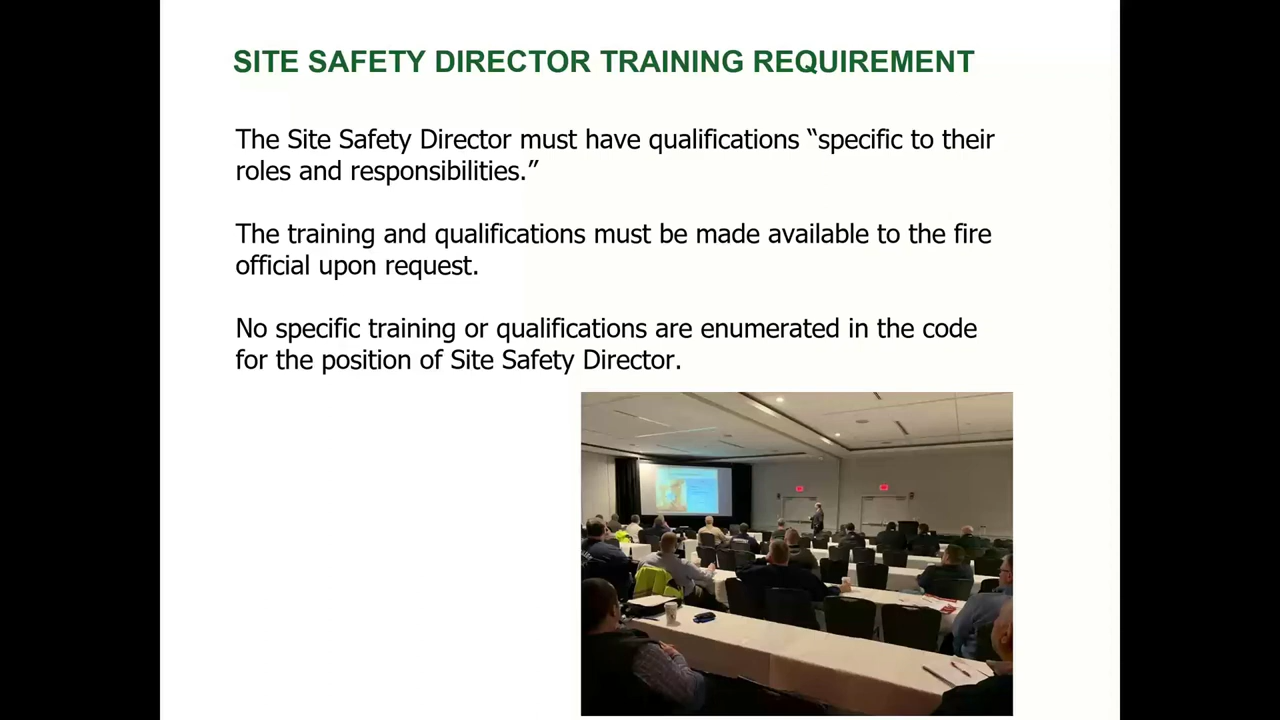 SITE SAFETY DIRECTOR TRAINING REQUIREMENT
The Site Safety Director must have qualifications “specific to their
roles and responsibilities.”
The training and qualifications must be made available to the fire
official upon request.
No specific training or qualifications are enumerated in the code
for the position of Site Safety Director.